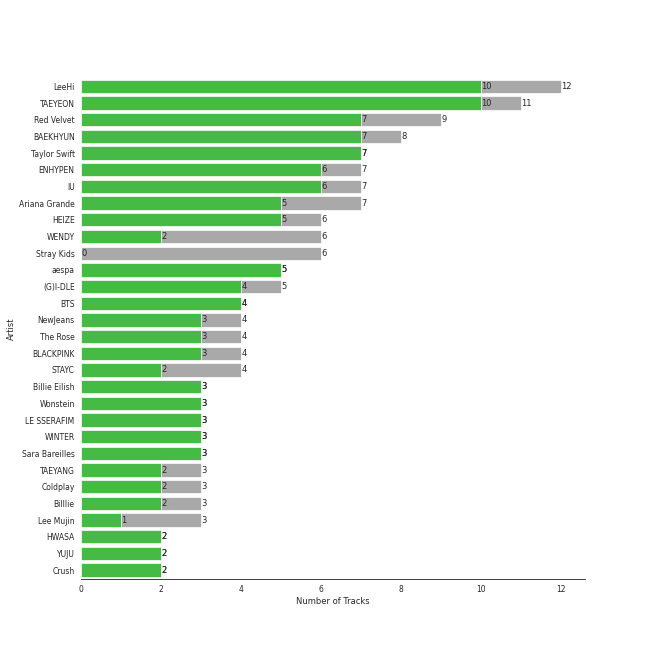 LeeHi 10 12
TAEYEON 10 11
Red Velvet 7 9
BAEKHYUN 7 8
Taylor Swift 7
ENHYPEN 6 7
IU 6 7
Ariana Grande 5 7
HEIZE 5 6
WENDY 2 6
Stray Kids 0 6
aespa 5
(G)I-DLE 4 5
BTS 4
NewJeans 3 4
The Rose 3 4
BLACKPINK 3 4
STAYC 2 4
Billie Eilish 3
Wonstein 3
LE SSERAFIM 3
WINTER 3
Sara Bareilles 3
TAEYANG 2 3
Coldplay 2 3
Billlie 2 3
Lee Mujin 1 3
HWASA 2
YUJU 2
Crush 2
Artist
0 2 4 6 8 10 12
Number of Tracks